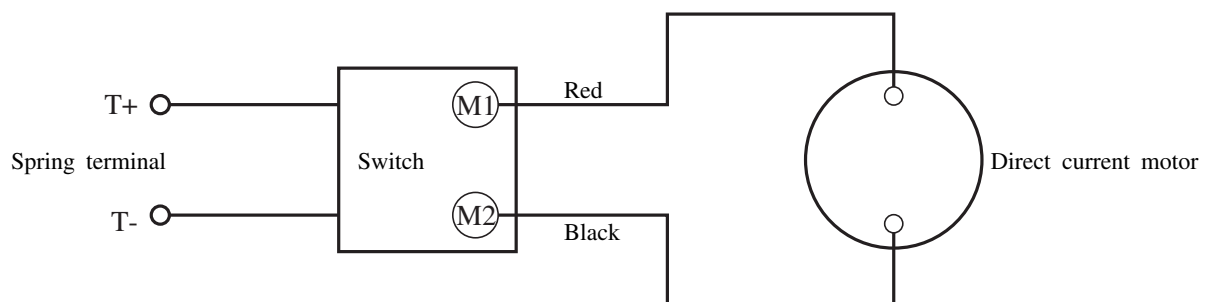 T+
M1
Red
Spring terminal
Switch
Direct current motor
T-
M2
Black